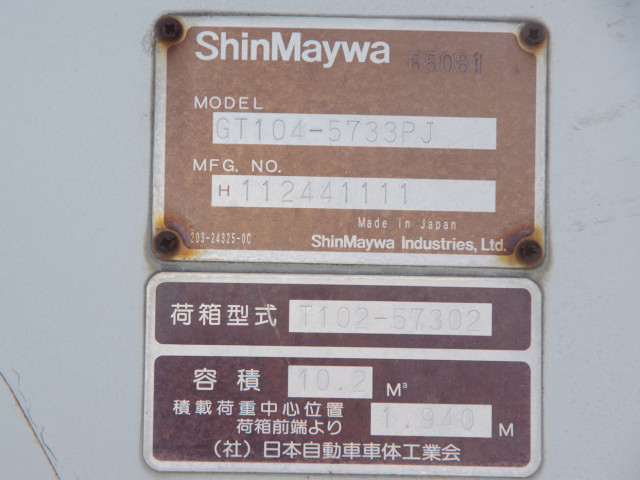 ShinMaywa 65081
MODEL
GT104-5733PJ
MFG. NO.
H 112441111
Made in Japan
203-24325-0C ShinMaywa Industries, Ltd.
荷箱型式 T102-57302
容積 10.2 M³
積載荷重中心位置
荷箱前端より 1.940 M
(社)日本自動車車体工業会